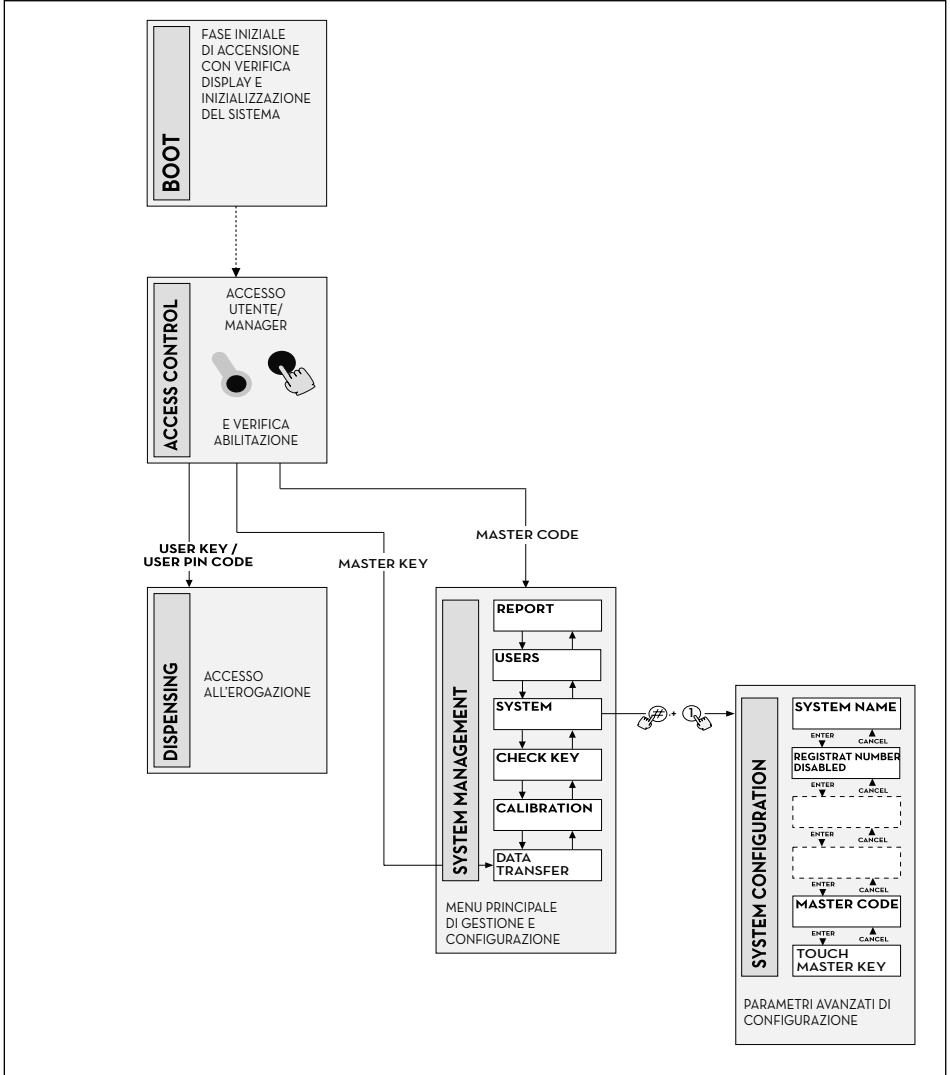 BOOT
FASE INIZIALE
DI ACCENSIONE
CON VERIFICA
DISPLAY E
INIZIALIZZAZIONE
DEL SISTEMA
ACCESS CONTROL
ACCESSO
UTENTE/
MANAGER
E VERIFICA
ABILITAZIONE
USER KEY /
USER PIN CODE
MASTER KEY
MASTER CODE
DISPENSING
ACCESSO
ALL'EROGAZIONE
SYSTEM MANAGEMENT
REPORT
USERS
SYSTEM
CHECK KEY
CALIBRATION
DATA
TRANSFER
MENU PRINCIPALE
DI GESTIONE E
CONFIGURAZIONE
# + 1
SYSTEM CONFIGURATION
SYSTEM NAME
ENTER CANCEL
REGISTRAT NUMBER
DISABLED
ENTER CANCEL
ENTER CANCEL
ENTER CANCEL
MASTER CODE
ENTER CANCEL
TOUCH
MASTER KEY
PARAMETRI AVANZATI DI
CONFIGURAZIONE